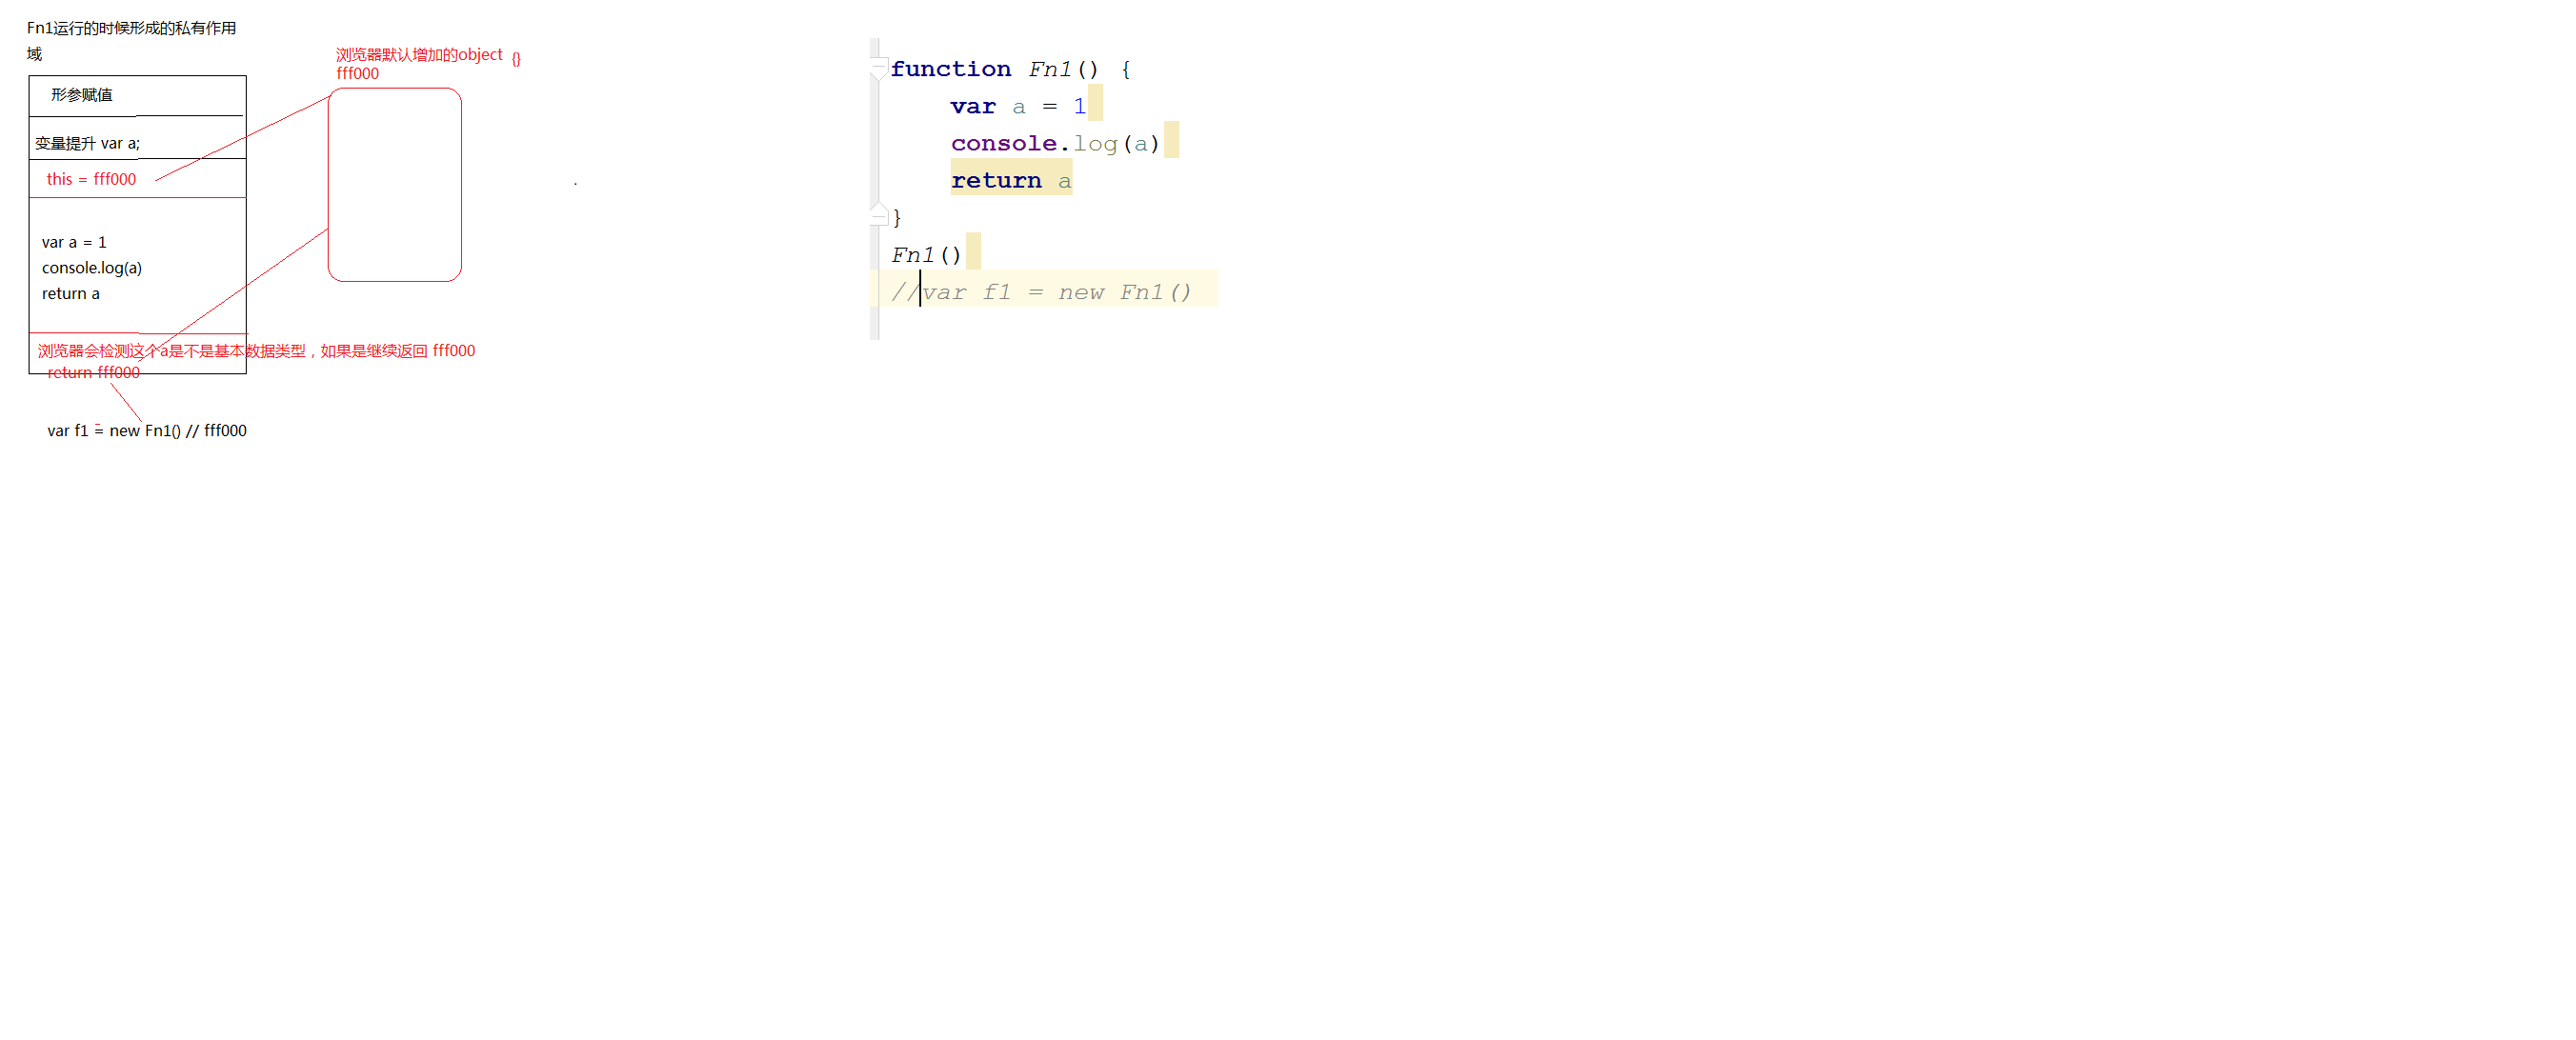 Fn1运行的时候形成的私有作用
域
形参赋值
变量提升 var a;
this = fff000
var a = 1
console.log(a)
return a
浏览器会检测这个a是不是基本数据类型，如果是继续返回 fff000
return fff000
var f1 = new Fn1() // fff000
浏览器默认增加的object {}
fff000
function Fn1() {
var a = 1
console.log(a)
return a
}
Fn1()
//var f1 = new Fn1()